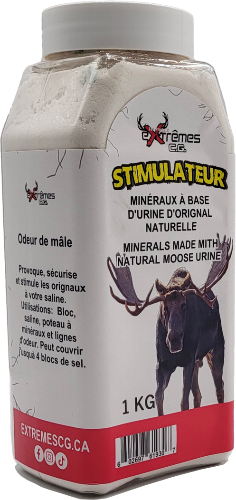 eXtrêmes
C.G.
STIMULATEUR
MINÉRAUX À BASE
D'URINE D'ORIGNAL
NATURELLE
MINERALS MADE MITH
NATURAL MOOSE URINE
1 KG
eXtrêmes
C.G.
Odeur de mâle
Provoque, sécurise
et stimule les orignaux
à votre saline.
Utilisations: Bloc,
saline, poteau à
minéraux et lignes
d'odeur. Peut couvrir
jusqu'à 4 blocs de sel.
EXTREMESCG.CA